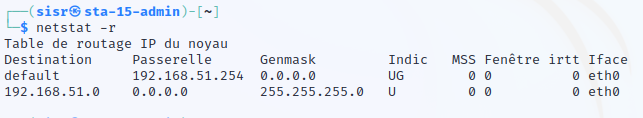 ┌──(sisr㉿sta-15-admin)-[~]
└─$ netstat -r
Table de routage IP du noyau
Destination     Passerelle      Genmask         Indic   MSS Fenêtre irtt Iface
default         192.168.51.254  0.0.0.0         UG        0 0          0 eth0
192.168.51.0    0.0.0.0         255.255.255.0   U         0 0          0 eth0